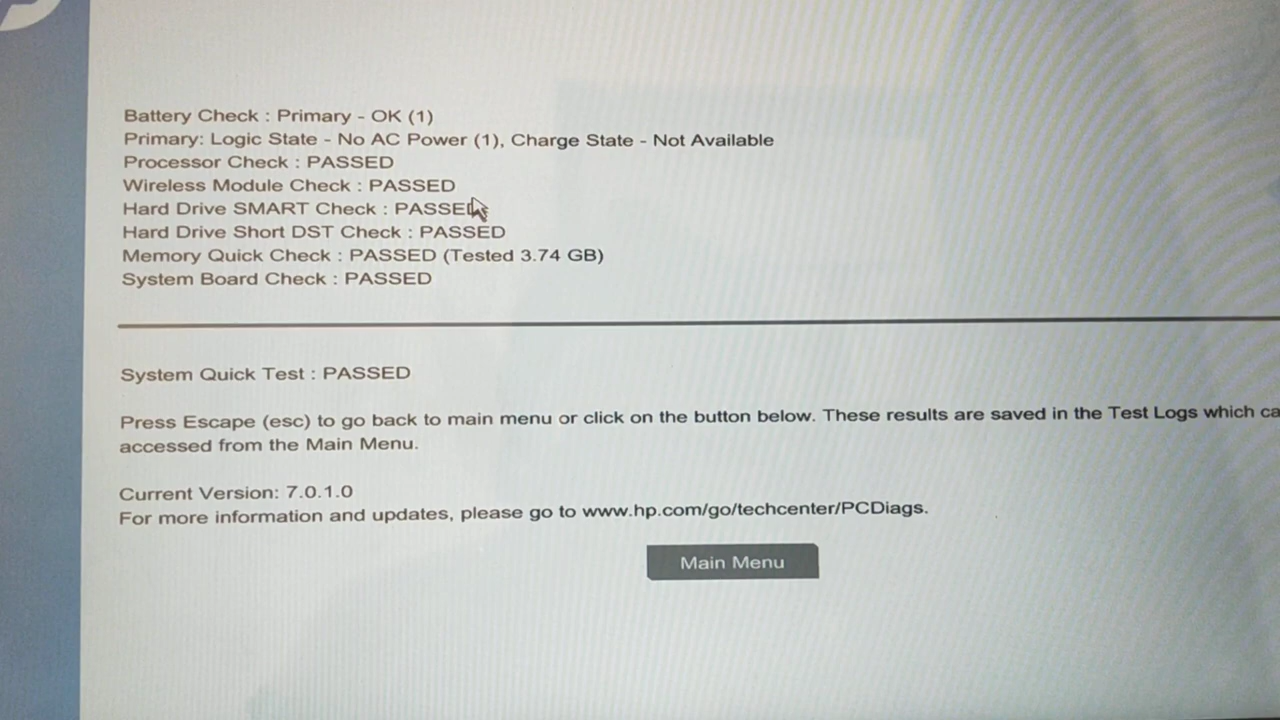 Battery Check : Primary - OK (1)
Primary: Logic State - No AC Power (1), Charge State - Not Available
Processor Check : PASSED
Wireless Module Check : PASSED
Hard Drive SMART Check : PASSED
Hard Drive Short DST Check : PASSED
Memory Quick Check : PASSED (Tested 3.74 GB)
System Board Check : PASSED
System Quick Test : PASSED
Press Escape (esc) to go back to main menu or click on the button below. These results are saved in the Test Logs which ca
accessed from the Main Menu.
Current Version: 7.0.1.0
For more information and updates, please go to www.hp.com/go/techcenter/PCDiags.
Main Menu